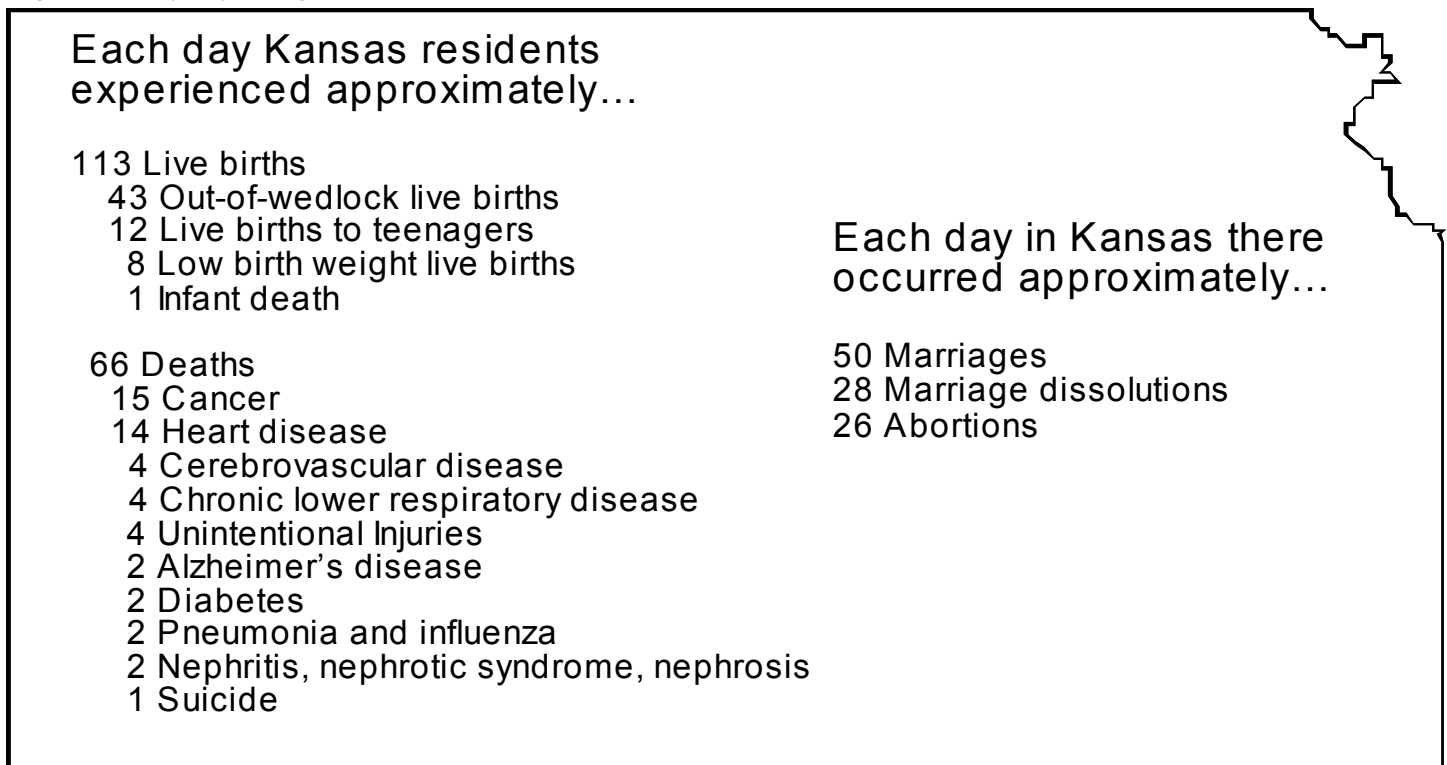 Each day Kansas residents
experienced approximately…
113 Live births
43 Out-of-wedlock live births
12 Live births to teenagers
8 Low birth weight live births
1 Infant death
66 Deaths
15 Cancer
14 Heart disease
4 Cerebrovascular disease
4 Chronic lower respiratory disease
4 Unintentional Injuries
2 Alzheimer’s disease
2 Diabetes
2 Pneumonia and influenza
2 Nephritis, nephrotic syndrome, nephrosis
1 Suicide
Each day in Kansas there
occurred approximately…
50 Marriages
28 Marriage dissolutions
26 Abortions